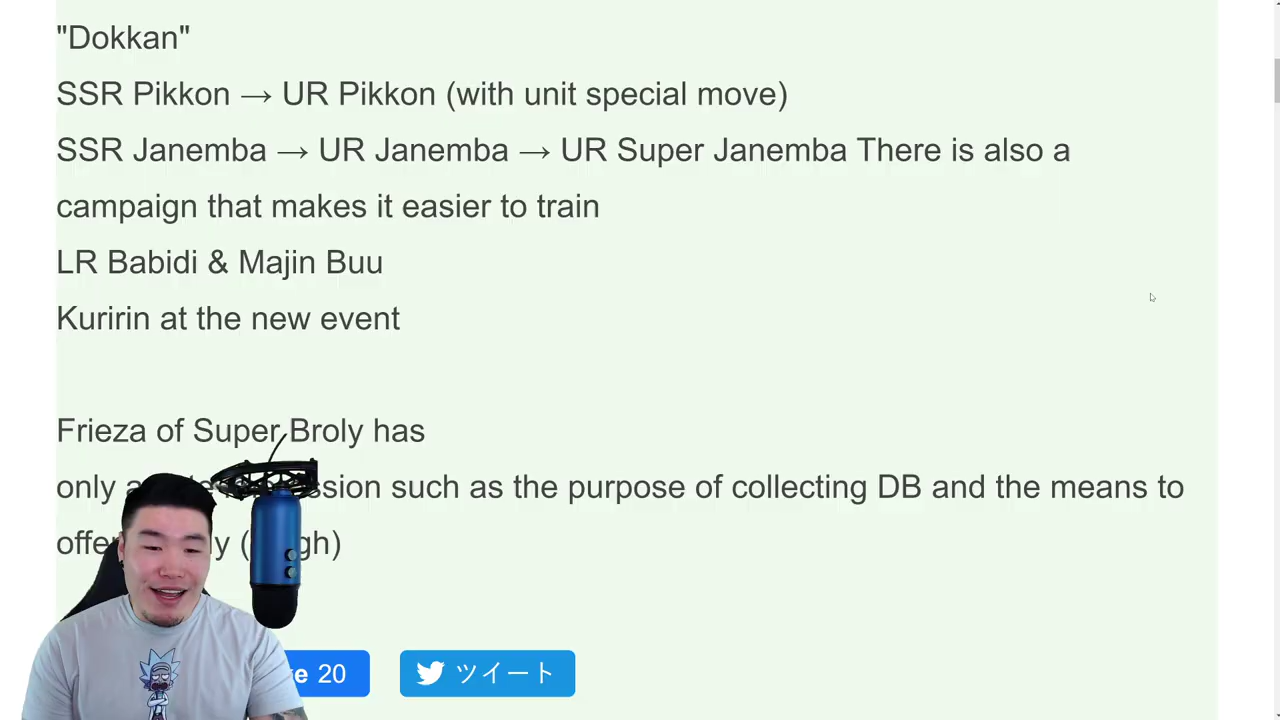 "Dokkan"
SSR Pikkon → UR Pikkon (with unit special move)
SSR Janemba → UR Janemba → UR Super Janemba There is also a
campaign that makes it easier to train
LR Babidi & Majin Buu
Kuririn at the new event
Frieza of Super Broly has
only such as the purpose of collecting DB and the means to
20
ツイート